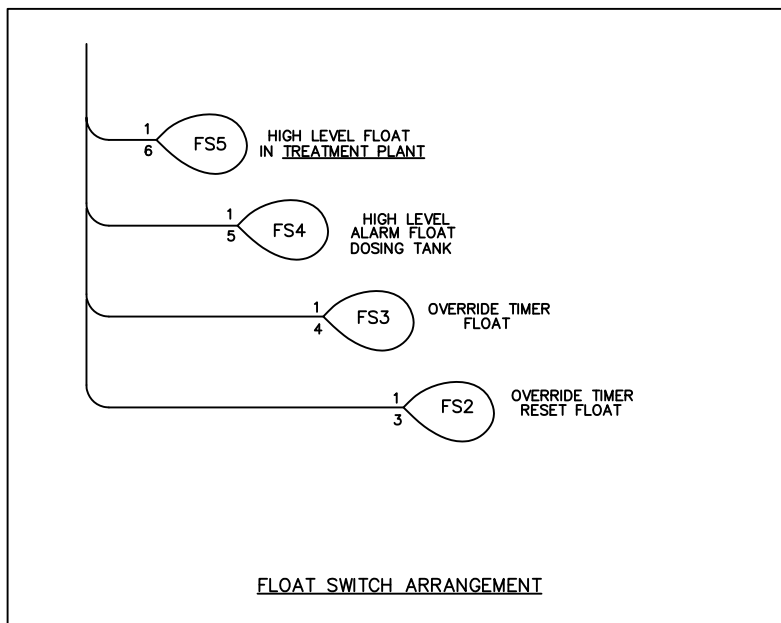 1
6
FS5
HIGH LEVEL FLOAT
IN TREATMENT PLANT
1
5
FS4
HIGH LEVEL
ALARM FLOAT
DOSING TANK
1
4
FS3
OVERRIDE TIMER
FLOAT
1
3
FS2
OVERRIDE TIMER
RESET FLOAT
FLOAT SWITCH ARRANGEMENT